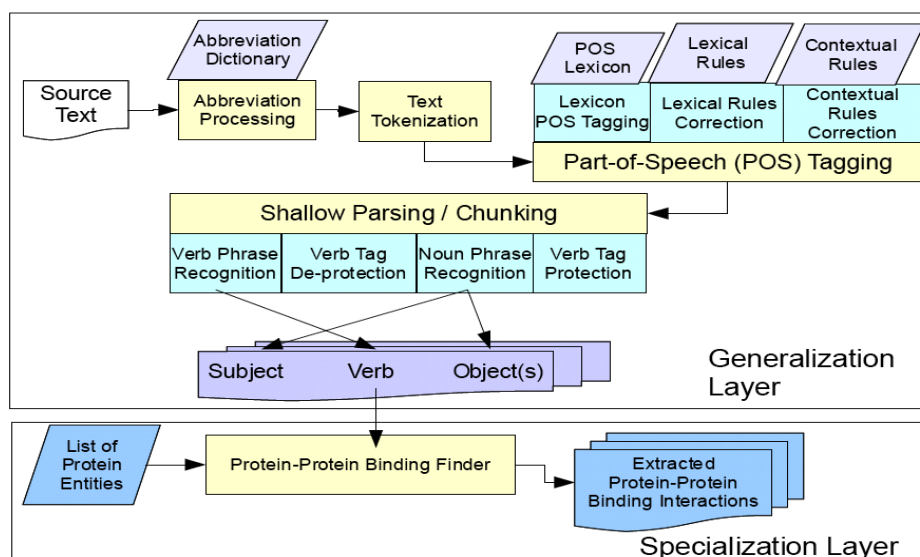 Abbreviation
Dictionary
POS
Lexicon
Lexical
Rules
Contextual
Rules
Source
Text
Abbreviation
Processing
Text
Tokenization
Lexicon
POS Tagging
Lexical Rules
Correction
Contextual
Rules
Correction
Part-of-Speech (POS) Tagging
Shallow Parsing / Chunking
Verb Phrase
Recognition
Verb Tag
De-protection
Noun Phrase
Recognition
Verb Tag
Protection
Subject
Verb
Object(s)
Generalization
Layer
List of
Protein
Entities
Protein-Protein Binding Finder
Extracted
Protein-Protein
Binding Interactions
Specialization Layer